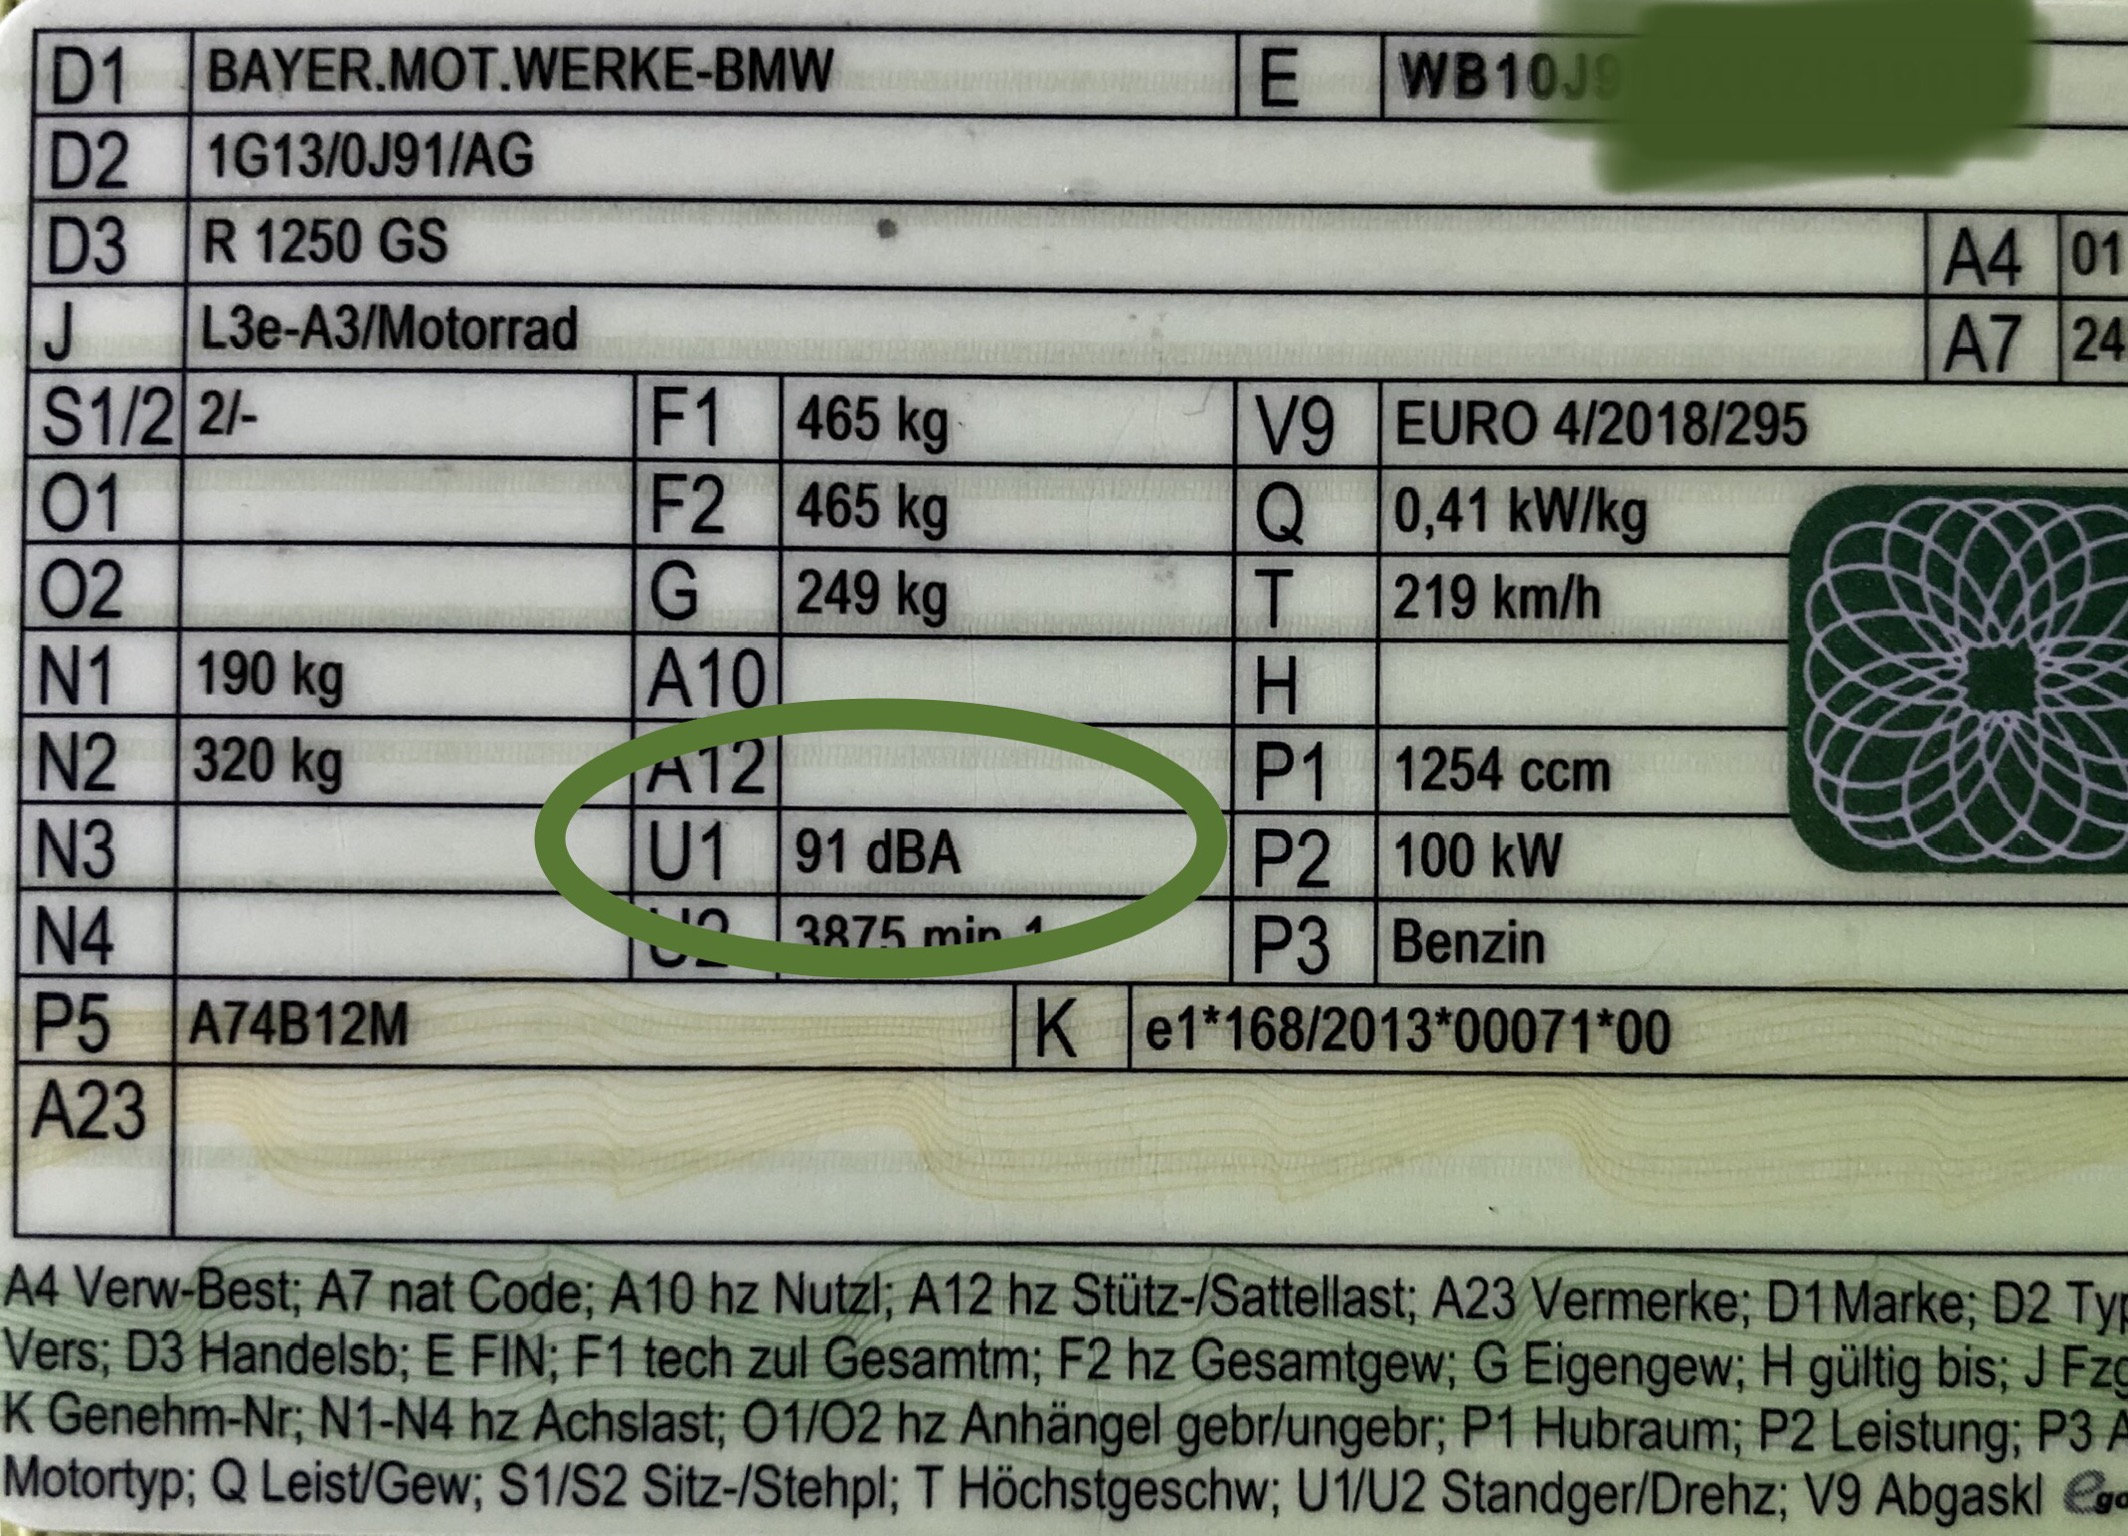 D1 BAYER.MOT.WERKE-BMW E WB10J9
D2 1G13/0J91/AG
D3 R 1250 GS A4 01
J L3e-A3/Motorrad A7 24
S1/2 2/- F1 465 kg V9 EURO 4/2018/295
O1 F2 465 kg Q 0,41 kW/kg
O2 G 249 kg T 219 km/h
N1 190 kg A10 H
N2 320 kg A12 P1 1254 ccm
N3 U1 91 dBA P2 100 kW
N4 U2 3875 min-1 P3 Benzin
P5 A74B12M K e1*168/2013*00071*00
A23
A4 Verw-Best; A7 nat Code; A10 hz Nutzl; A12 hz Stütz-/Sattellast; A23 Vermerke; D1 Marke; D2 Typ
Vers; D3 Handelsb; E FIN; F1 tech zul Gesamtm; F2 hz Gesamtgew; G Eigengew; H gültig bis; J Fzg
K Genehm-Nr; N1-N4 hz Achslast; O1/O2 hz Anhängel gebr/ungebr; P1 Hubraum; P2 Leistung; P3 A
Motortyp; Q Leist/Gew; S1/S2 Sitz-/Stehpl; T Höchstgeschw; U1/U2 Standger/Drehz; V9 Abgaskl